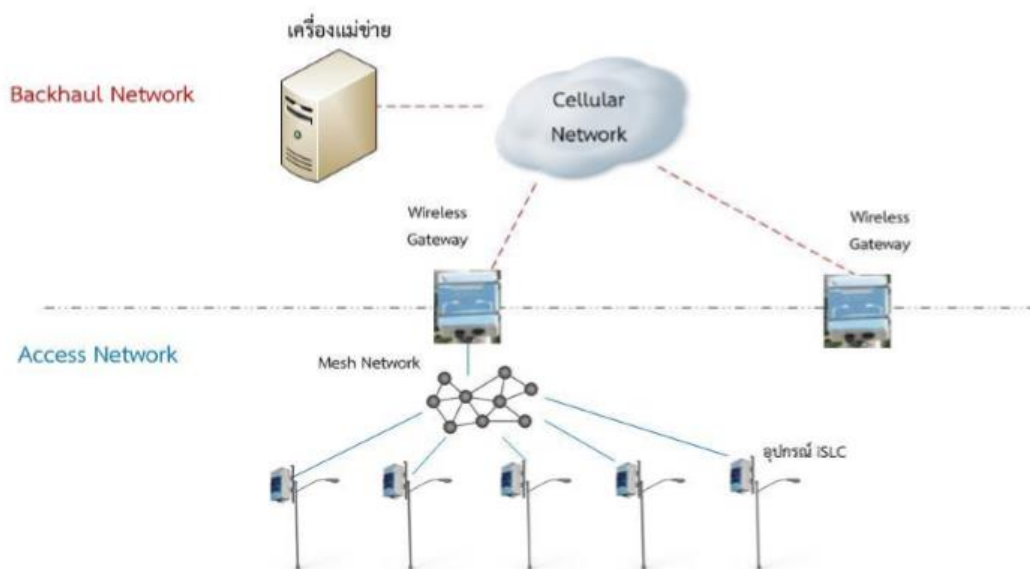 เครื่องแม่ข่าย
Backhaul Network
Cellular
Network
Wireless
Gateway
Wireless
Gateway
Access Network
Mesh Network
อุปกรณ์ iSLC